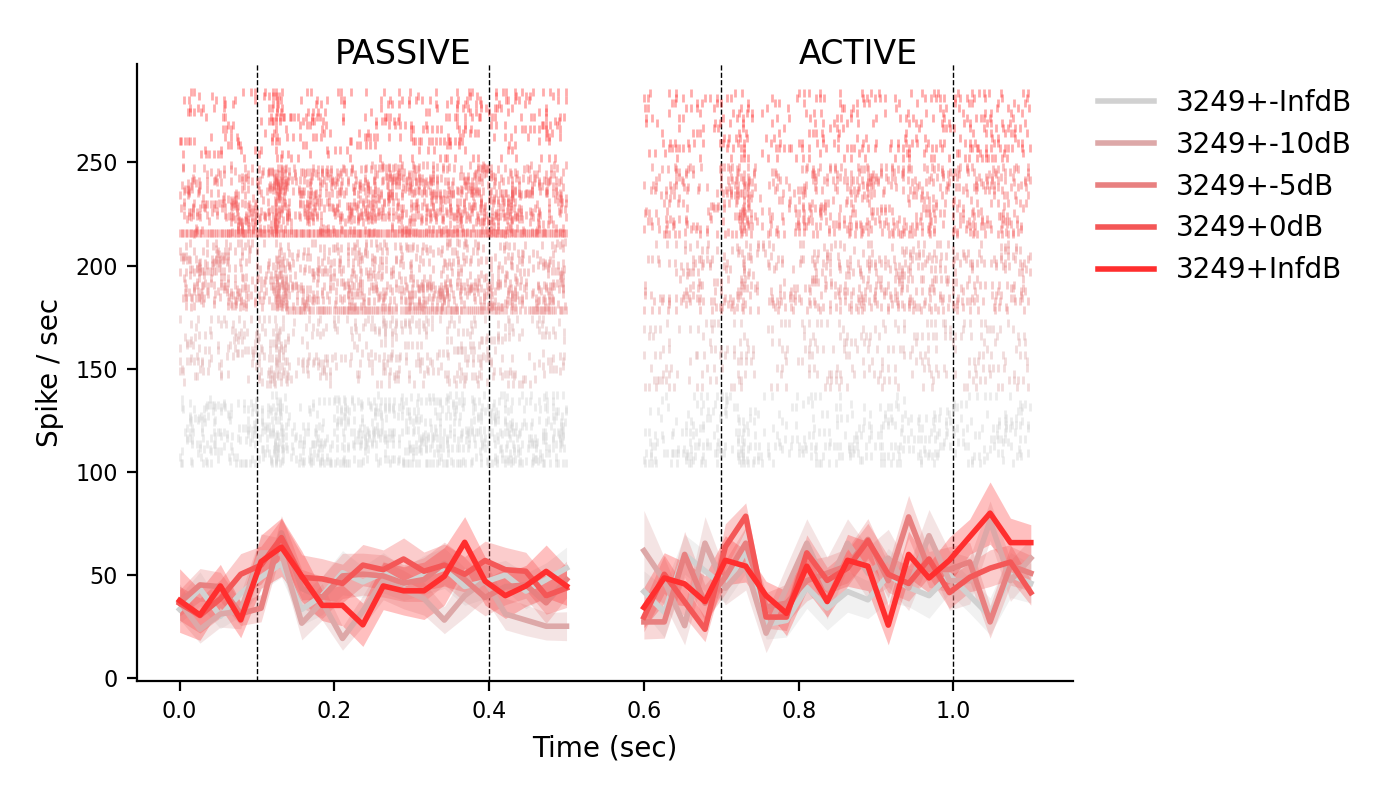 PASSIVE
ACTIVE
3249+-InfdB
3249+-10dB
3249+-5dB
3249+0dB
3249+InfdB
Spike / sec
250
200
150
100
50
0
0.0
0.2
0.4
0.6
0.8
1.0
Time (sec)